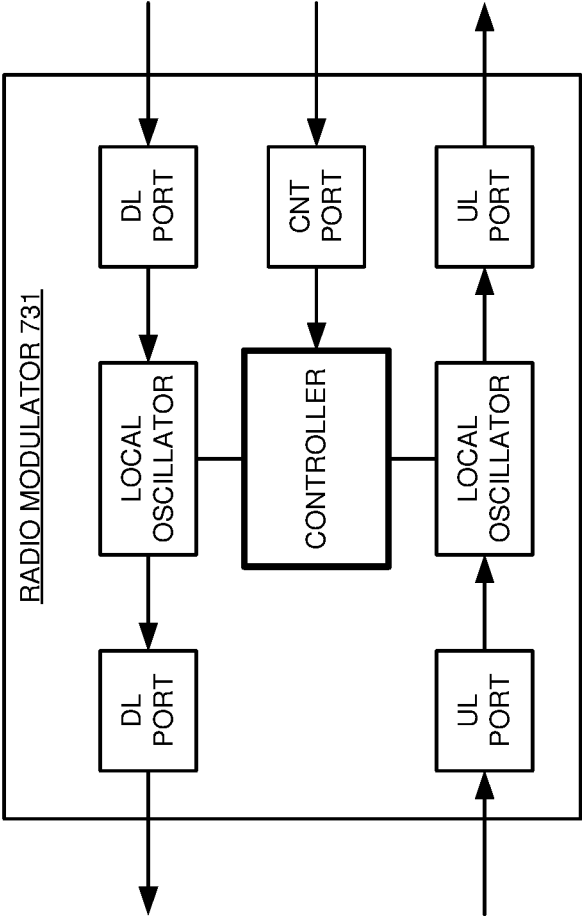 RADIO MODULATOR 731
DL
PORT
LOCAL
OSCILLATOR
DL
PORT
CONTROLLER
CNT
PORT
UL
PORT
LOCAL
OSCILLATOR
UL
PORT